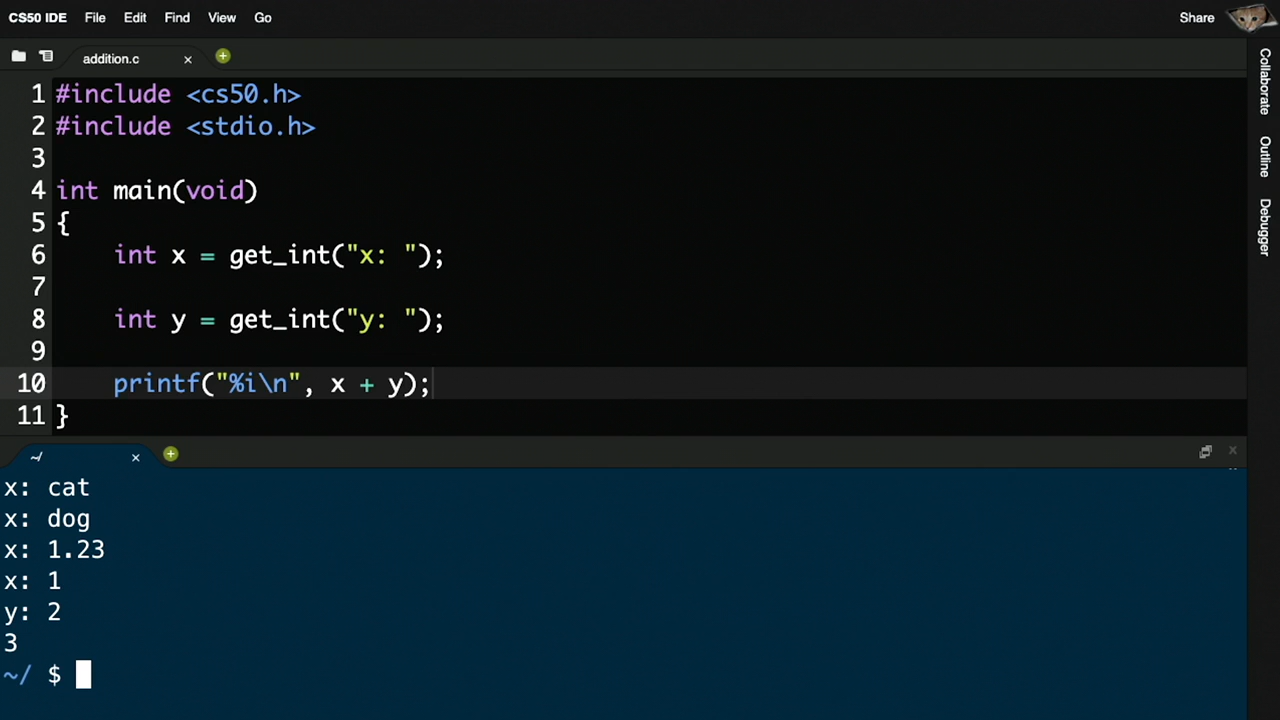 CS50 IDE File Edit Find View Go Share
addition.c
1 #include <cs50.h>
2 #include <stdio.h>
3
4 int main(void)
5 {
6     int x = get_int("x: ");
7
8     int y = get_int("y: ");
9
10     printf("%i\n", x + y);
11 }
~/
x: cat
x: dog
x: 1.23
x: 1
y: 2
3
~/ $
Collaborate
Outline
Debugger